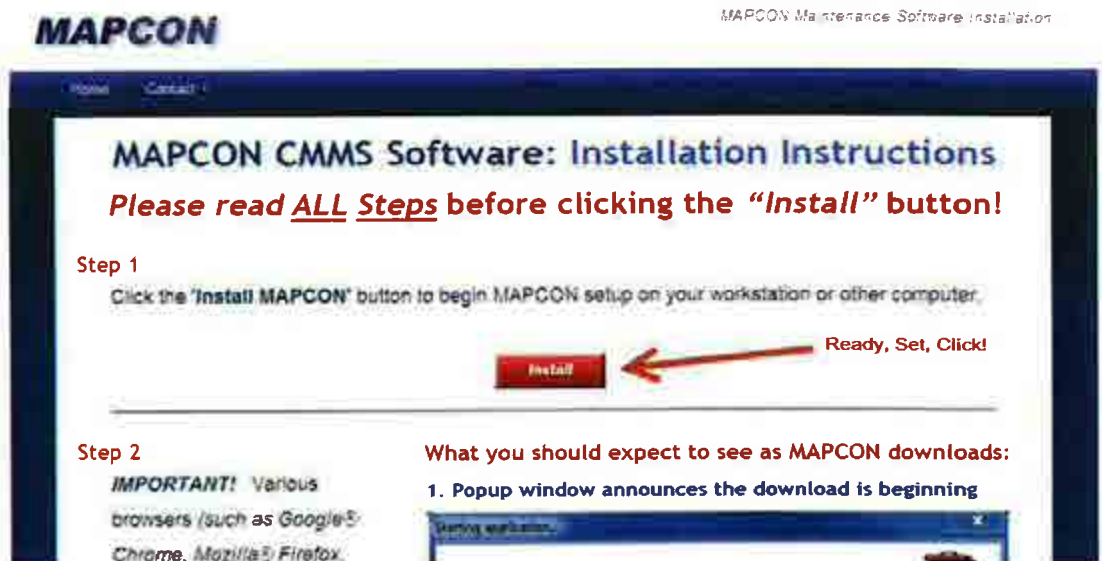 MAPCON
MAPCON Maintenance Software Installation
Home Contact
MAPCON CMMS Software: Installation Instructions
Please read ALL Steps before clicking the "Install" button!
Step 1
Click the "Install MAPCON" button to begin MAPCON setup on your workstation or other computer.
Ready, Set, Click!
Install
Step 2
IMPORTANT! Various
browsers (such as Google®
Chrome, Mozilla® Firefox,
What you should expect to see as MAPCON downloads:
1. Popup window announces the download is beginning
Starting application...